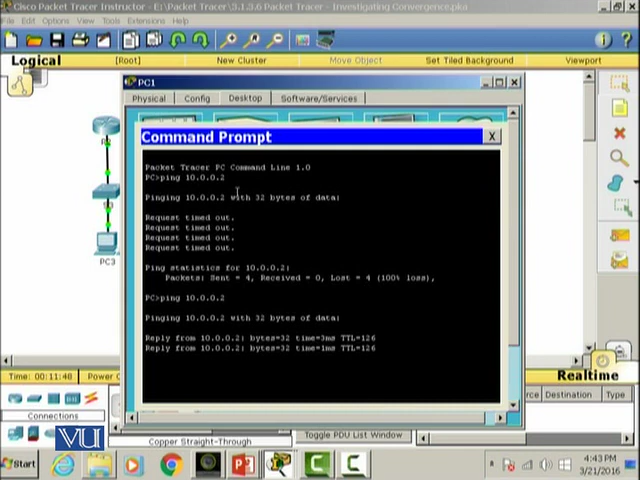 Cisco Packet Tracer Instructor - E:\Packet Tracer\3.1.3.6 Packet Tracer - Investigating Convergence.pka
File Edit Options View Tools Extensions Help
Logical [Root] New Cluster Move Object Set Tiled Background Viewport
PC1
Physical Config Desktop Software/Services
Command Prompt X
Packet Tracer PC Command Line 1.0
PC>ping 10.0.0.2
Pinging 10.0.0.2 with 32 bytes of data:
Request timed out.
Request timed out.
Request timed out.
Request timed out.
Ping statistics for 10.0.0.2:
Packets: Sent = 4, Received = 0, Lost = 4 (100% loss),
PC>ping 10.0.0.2
Pinging 10.0.0.2 with 32 bytes of data:
Reply from 10.0.0.2: bytes=32 time=3ms TTL=126
Reply from 10.0.0.2: bytes=32 time=1ms TTL=126
PC3
Time: 00:11:48 Power C
Realtime
rce Destination Type
Connections
Copper Straight-Through
Toggle PDU List Window
VU
Start
4:43 PM
3/21/2016